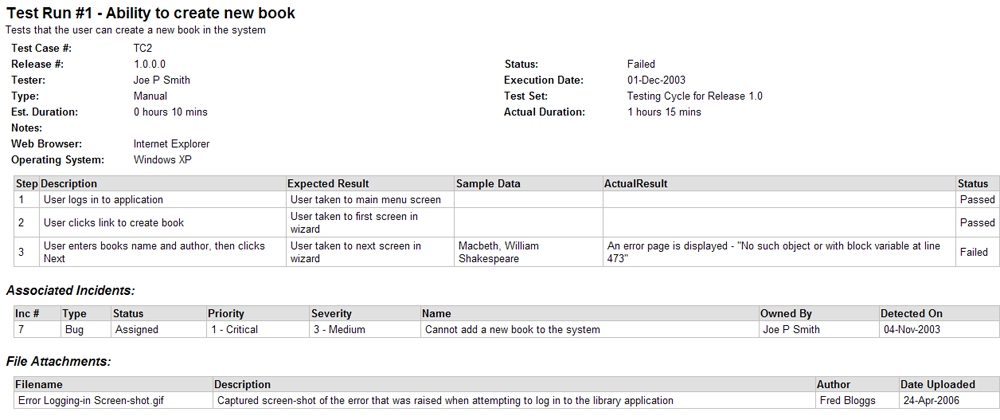 Test Run #1 - Ability to create new book
Tests that the user can create a new book in the system
Test Case #: TC2
Release #: 1.0.0.0 Status: Failed
Tester: Joe P Smith Execution Date: 01-Dec-2003
Type: Manual Test Set: Testing Cycle for Release 1.0
Est. Duration: 0 hours 10 mins Actual Duration: 1 hours 15 mins
Notes:
Web Browser: Internet Explorer
Operating System: Windows XP
Step Description Expected Result Sample Data ActualResult Status
1 User logs in to application User taken to main menu screen Passed
2 User clicks link to create book User taken to first screen in
wizard Passed
3 User enters books name and author, then clicks
Next User taken to next screen in
wizard Macbeth, William
Shakespeare An error page is displayed - "No such object or with block variable at line
473" Failed
Associated Incidents:
Inc # Type Status Priority Severity Name Owned By Detected On
7 Bug Assigned 1 - Critical 3 - Medium Cannot add a new book to the system Joe P Smith 04-Nov-2003
File Attachments:
Filename Description Author Date Uploaded
Error Logging-in Screen-shot.gif Captured screen-shot of the error that was raised when attempting to log in to the library application Fred Bloggs 24-Apr-2006